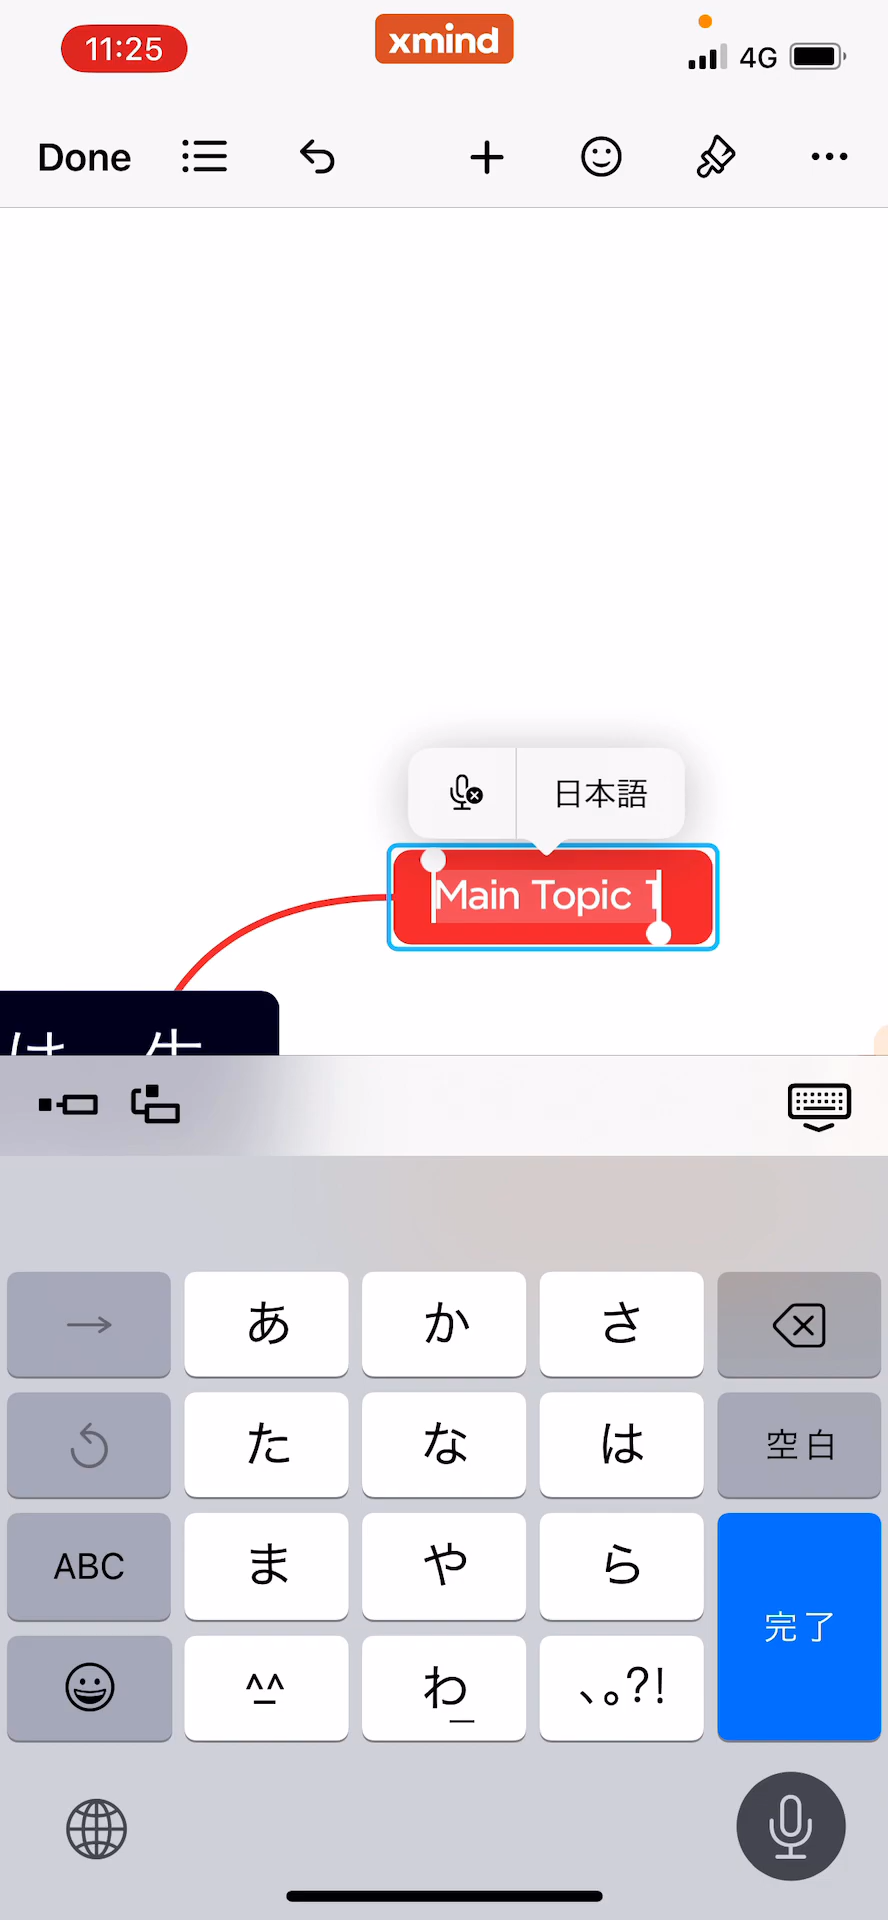 11:25
xmind
4G
Done
日本語
Main Topic 1
あ
か
さ
た
な
は
空白
ABC
ま
や
ら
完了
^_^
わ_
、。?!